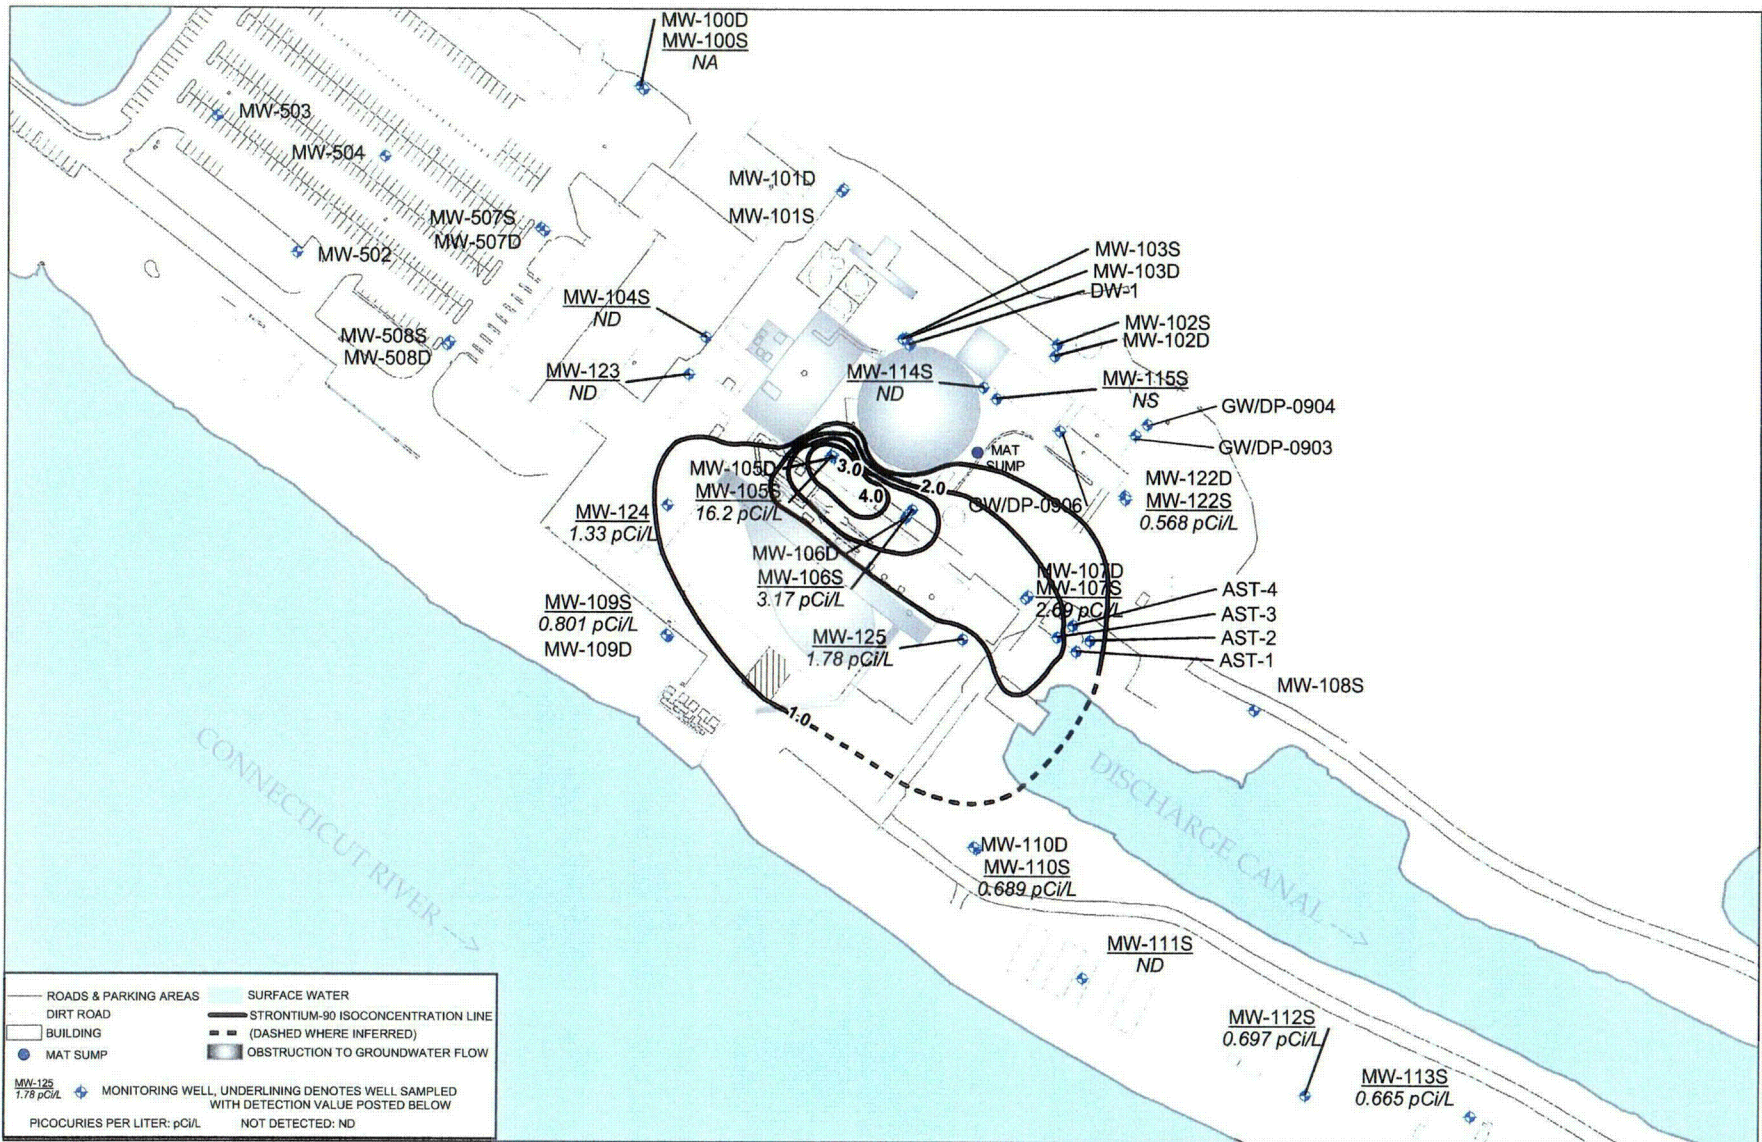 MW-100D
MW-100S
NA
MW-503
MW-504
MW-101D
MW-101S
MW-507S
MW-507D
MW-502
MW-103S
MW-103D
DW-1
MW-104S
ND
MW-102S
MW-102D
MW-508S
MW-508D
MW-123
ND
MW-114S
ND
MW-115S
NS
GW/DP-0904
GW/DP-0903
MAT
SUMP
MW-105D
3.0
MW-105S
16.2 pCi/L
4.0
2.0
GW/DP-0906
MW-122D
MW-122S
0.568 pCi/L
MW-124
1.33 pCi/L
MW-106D
MW-106S
3.17 pCi/L
MW-107D
MW-107S
2.69 pCi/L
AST-4
AST-3
AST-2
AST-1
MW-109S
0.801 pCi/L
MW-109D
MW-125
1.78 pCi/L
MW-108S
1.0
CONNECTICUT RIVER --->
DISCHARGE CANAL --->
MW-110D
MW-110S
0.689 pCi/L
MW-111S
ND
MW-112S
0.697 pCi/L
MW-113S
0.665 pCi/L
ROADS & PARKING AREAS
DIRT ROAD
BUILDING
MAT SUMP
SURFACE WATER
STRONTIUM-90 ISOCONCENTRATION LINE
(DASHED WHERE INFERRED)
OBSTRUCTION TO GROUNDWATER FLOW
MW-125
1.78 pCi/L
MONITORING WELL, UNDERLINING DENOTES WELL SAMPLED
WITH DETECTION VALUE POSTED BELOW
PICOCURIES PER LITER: pCi/L NOT DETECTED: ND